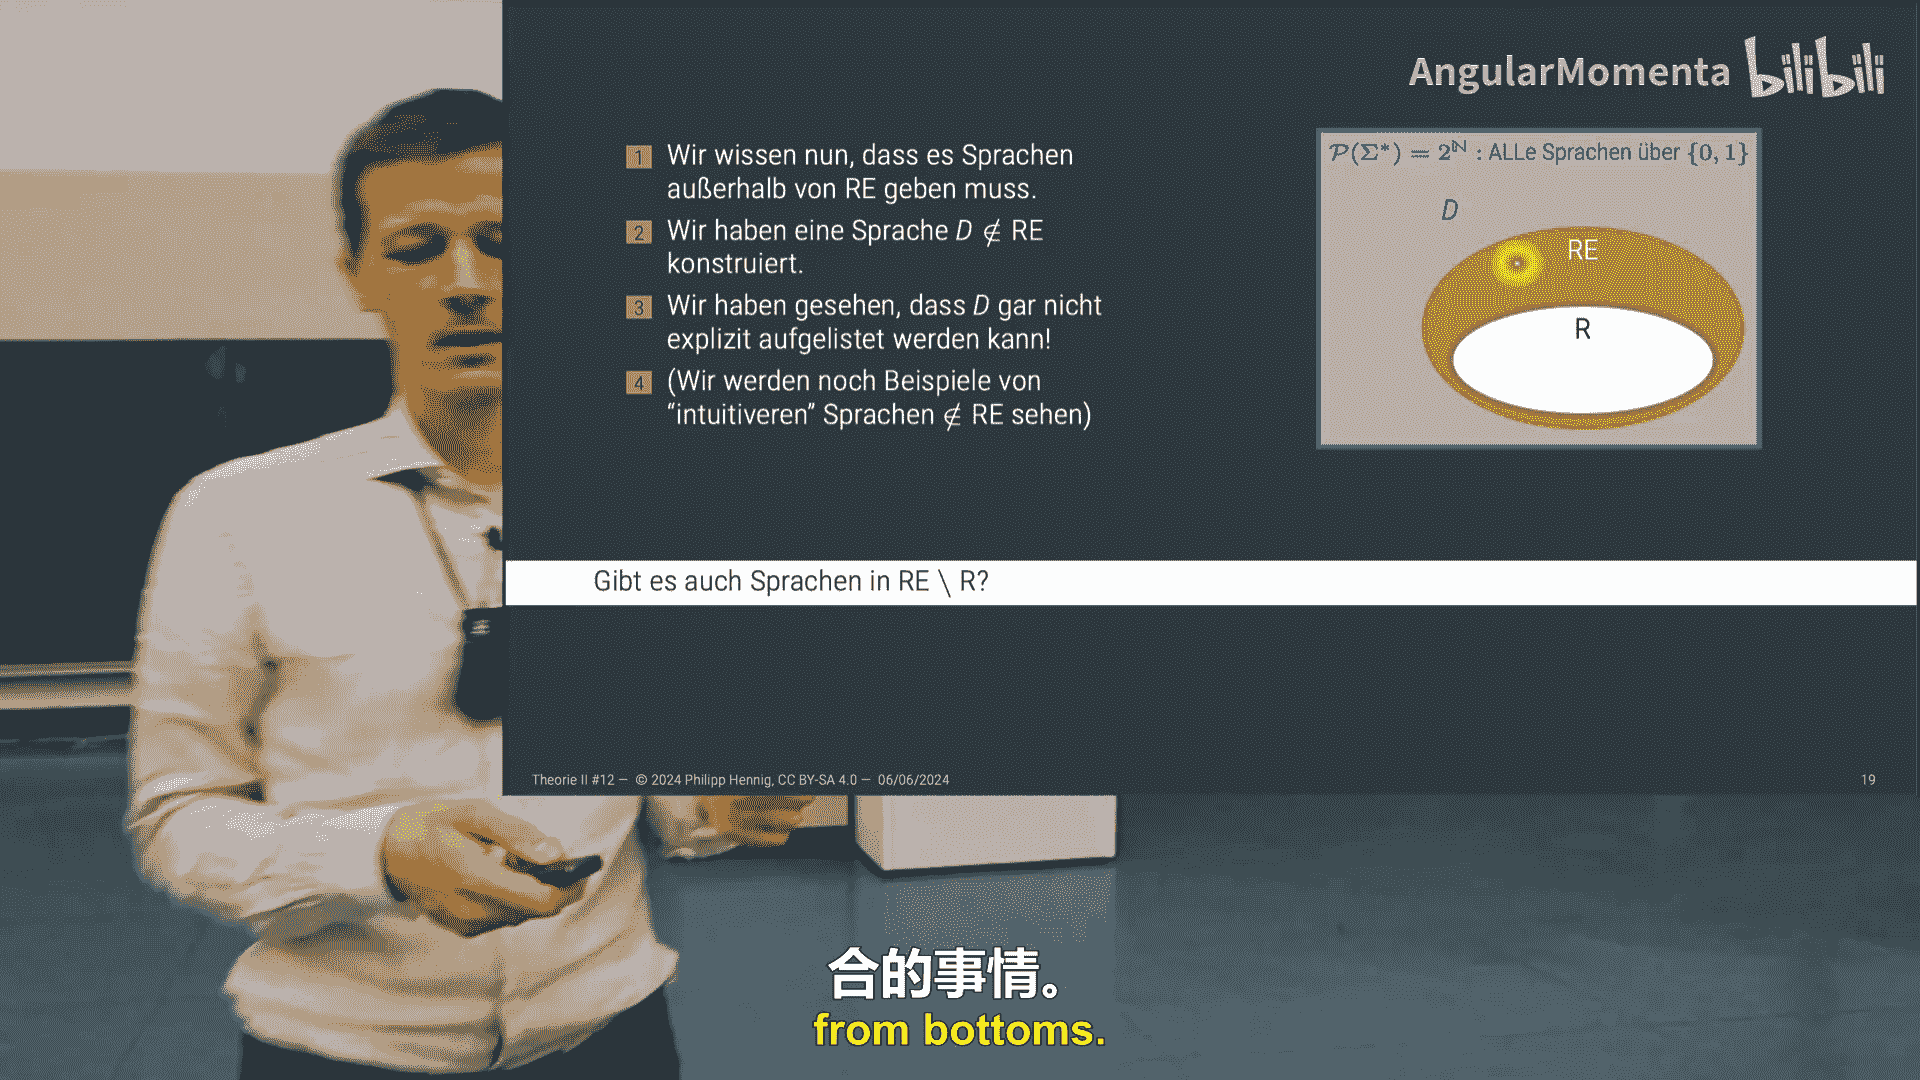 AngularMomenta bilibili
1 Wir wissen nun, dass es Sprachen
außerhalb von RE geben muss.
2 Wir haben eine Sprache D ∉ RE
konstruiert.
3 Wir haben gesehen, dass D gar nicht
explizit aufgelistet werden kann!
4 (Wir werden noch Beispiele von
“intuitiveren” Sprachen ∉ RE sehen)
𝒫(Σ*) = 2^ℕ : ALLe Sprachen über {0, 1}
D
RE
R
Gibt es auch Sprachen in RE \ R?
Theorie II #12 — © 2024 Philipp Hennig, CC BY-SA 4.0 — 06/06/2024
19
合的事情。
from bottoms.